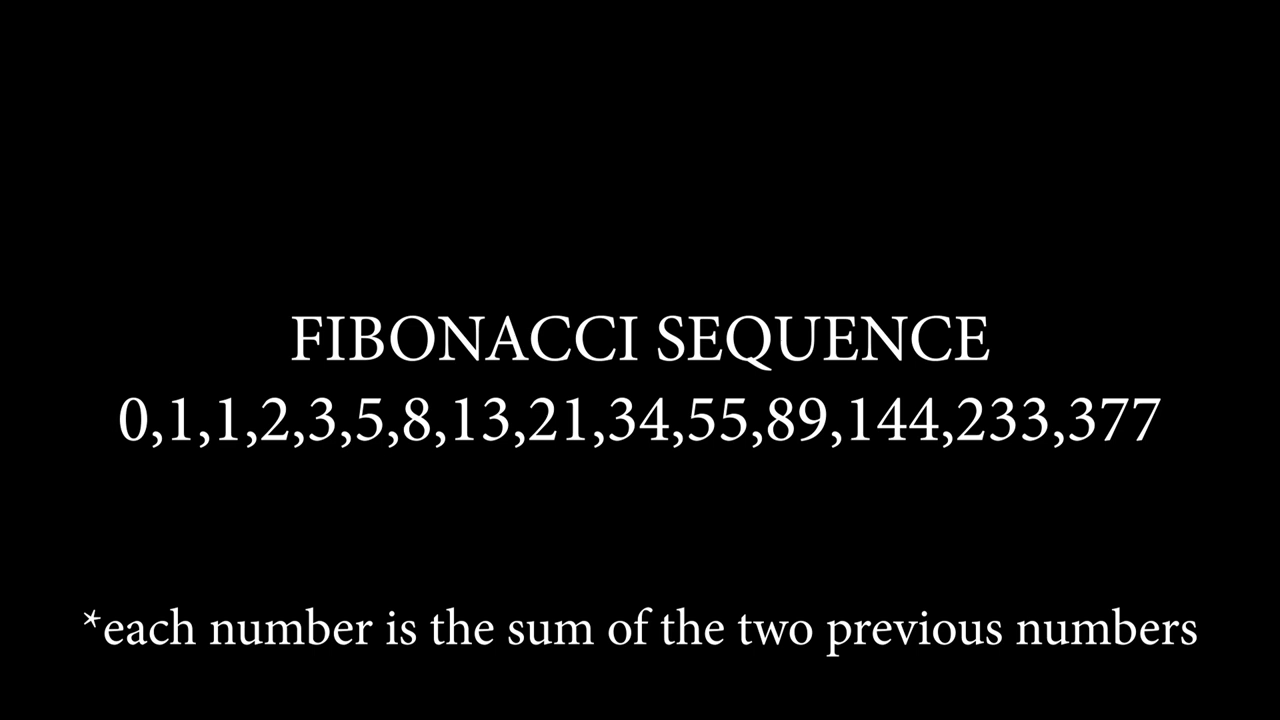 FIBONACCI SEQUENCE
0,1,1,2,3,5,8,13,21,34,55,89,144,233,377
*each number is the sum of the two previous numbers